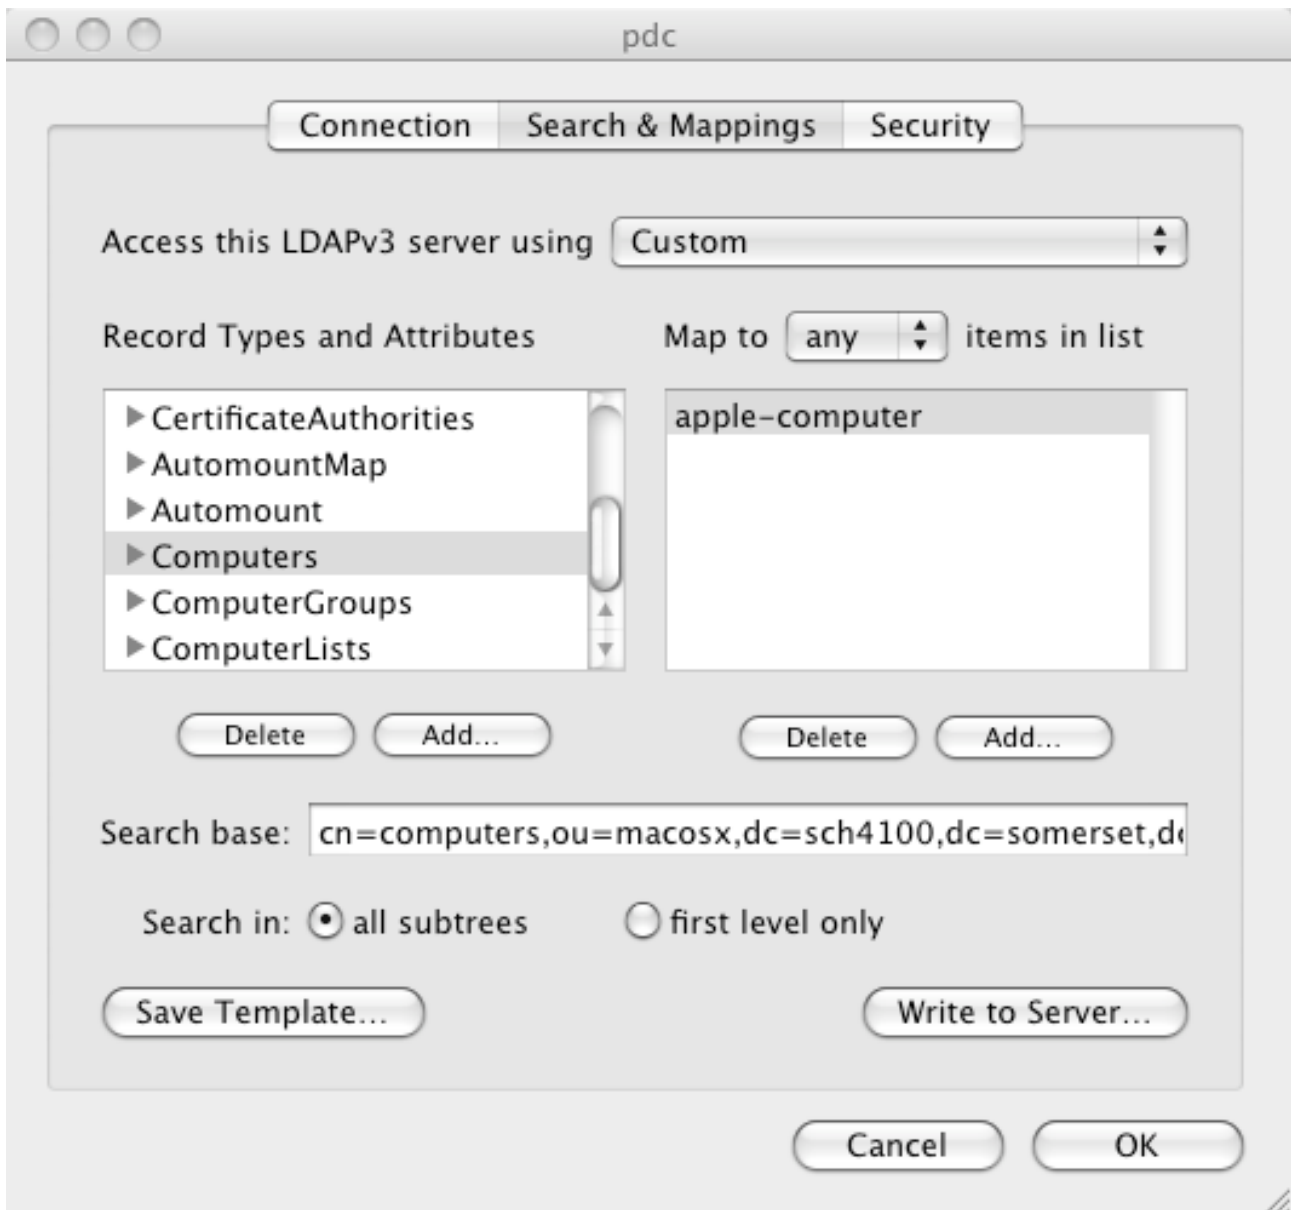 pdc
Connection Search & Mappings Security
Access this LDAPv3 server using Custom
Record Types and Attributes Map to any items in list
CertificateAuthorities apple-computer
AutomountMap
Automount
Computers
ComputerGroups
ComputerLists
Delete Add... Delete Add...
Search base: cn=computers,ou=macosx,dc=sch4100,dc=somerset,dc
Search in: all subtrees first level only
Save Template... Write to Server...
Cancel OK